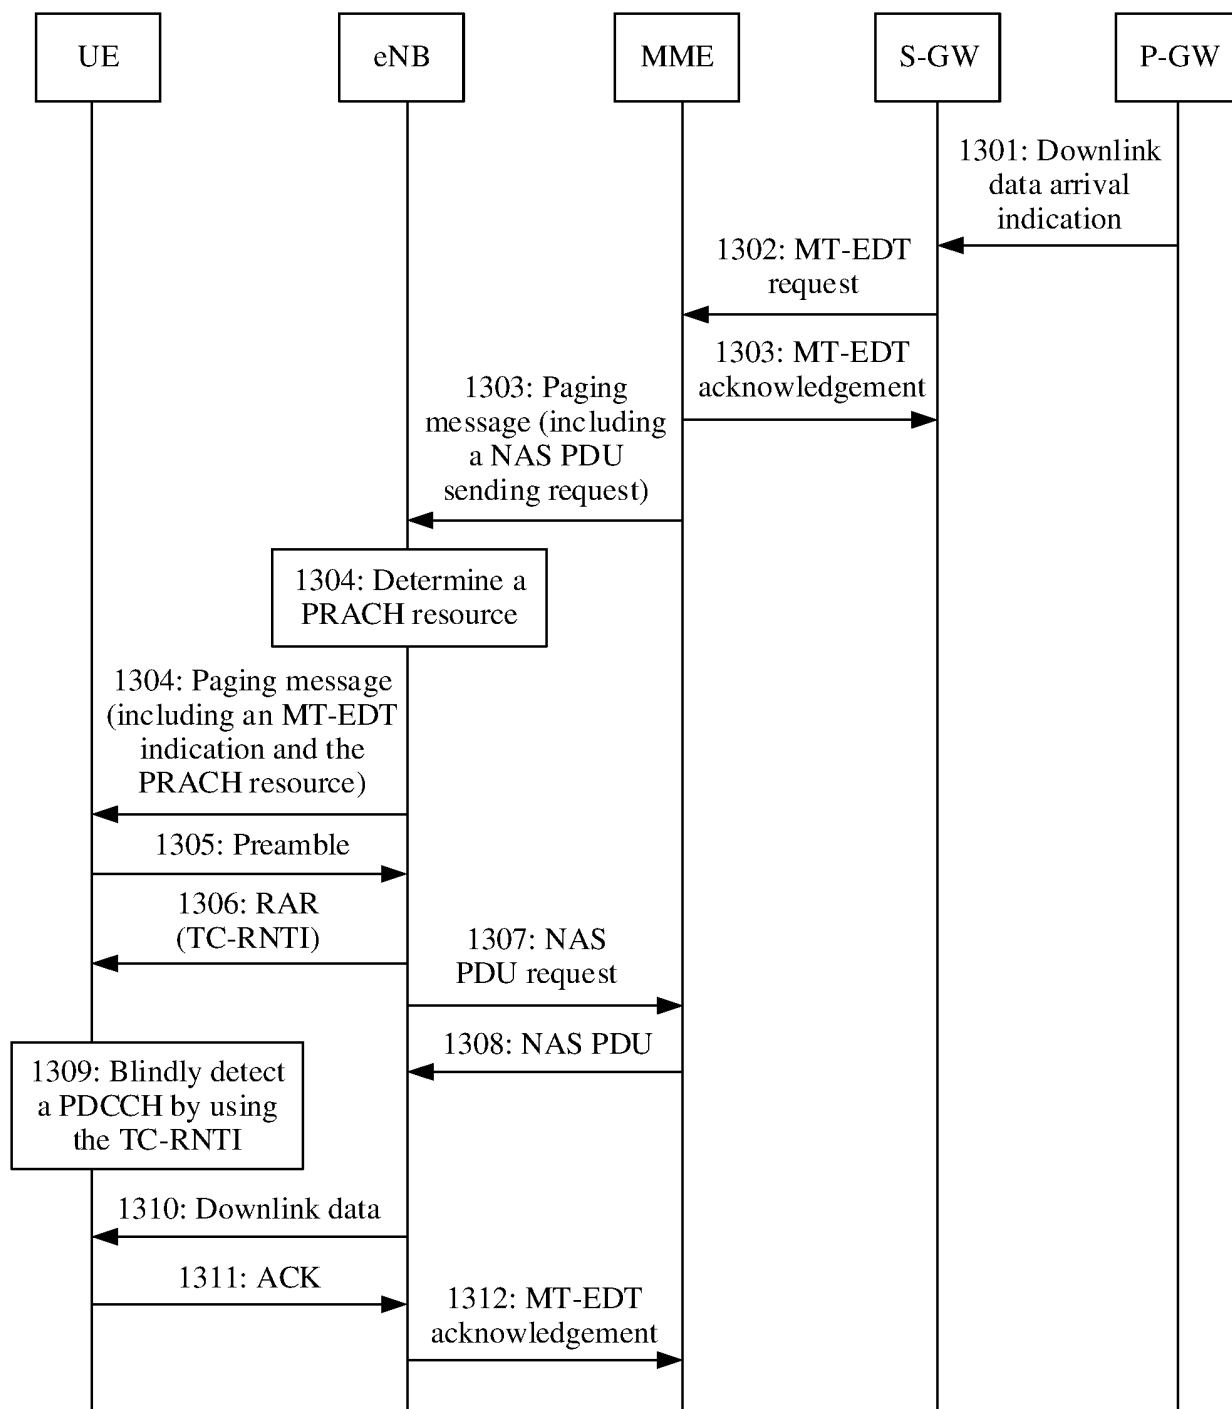 UE
eNB
MME
S-GW
P-GW
1301: Downlink
data arrival
indication
1302: MT-EDT
request
1303: MT-EDT
acknowledgement
1303: Paging
message (including
a NAS PDU
sending request)
1304: Determine a
PRACH resource
1304: Paging message
(including an MT-EDT
indication and the
PRACH resource)
1305: Preamble
1306: RAR
(TC-RNTI)
1307: NAS
PDU request
1308: NAS PDU
1309: Blindly detect
a PDCCH by using
the TC-RNTI
1310: Downlink data
1311: ACK
1312: MT-EDT
acknowledgement